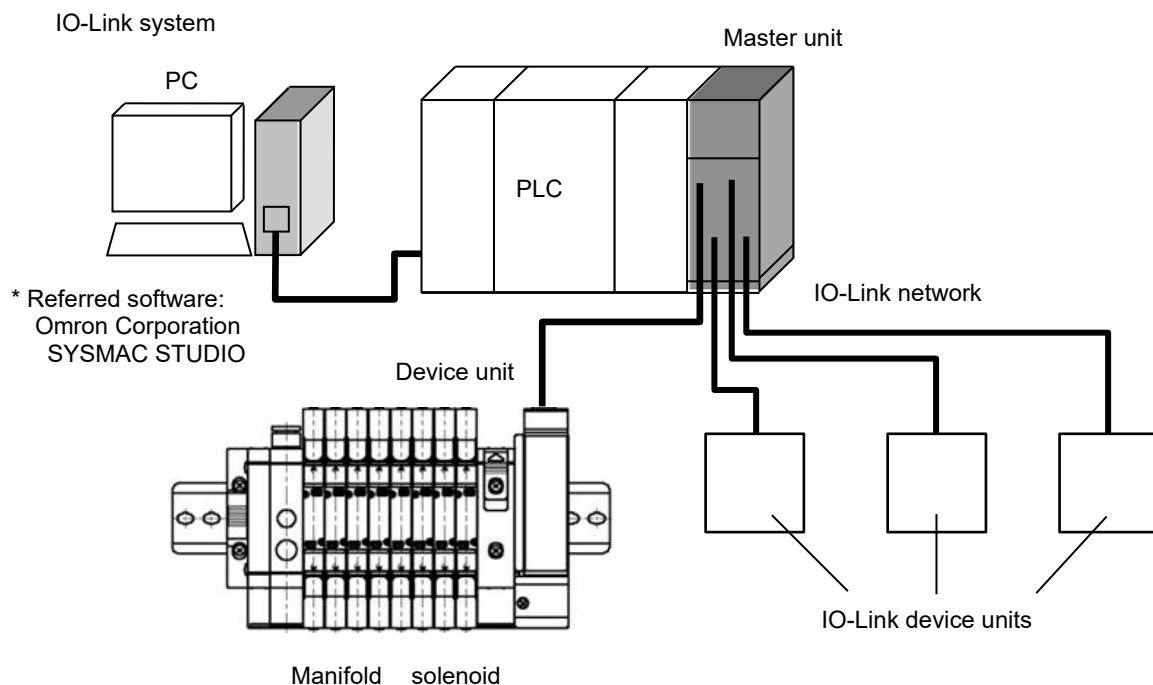 IO-Link system
Master unit
PC
PLC
IO-Link network
* Referred software:
Omron Corporation
SYSMAC STUDIO
Device unit
IO-Link device units
Manifold solenoid